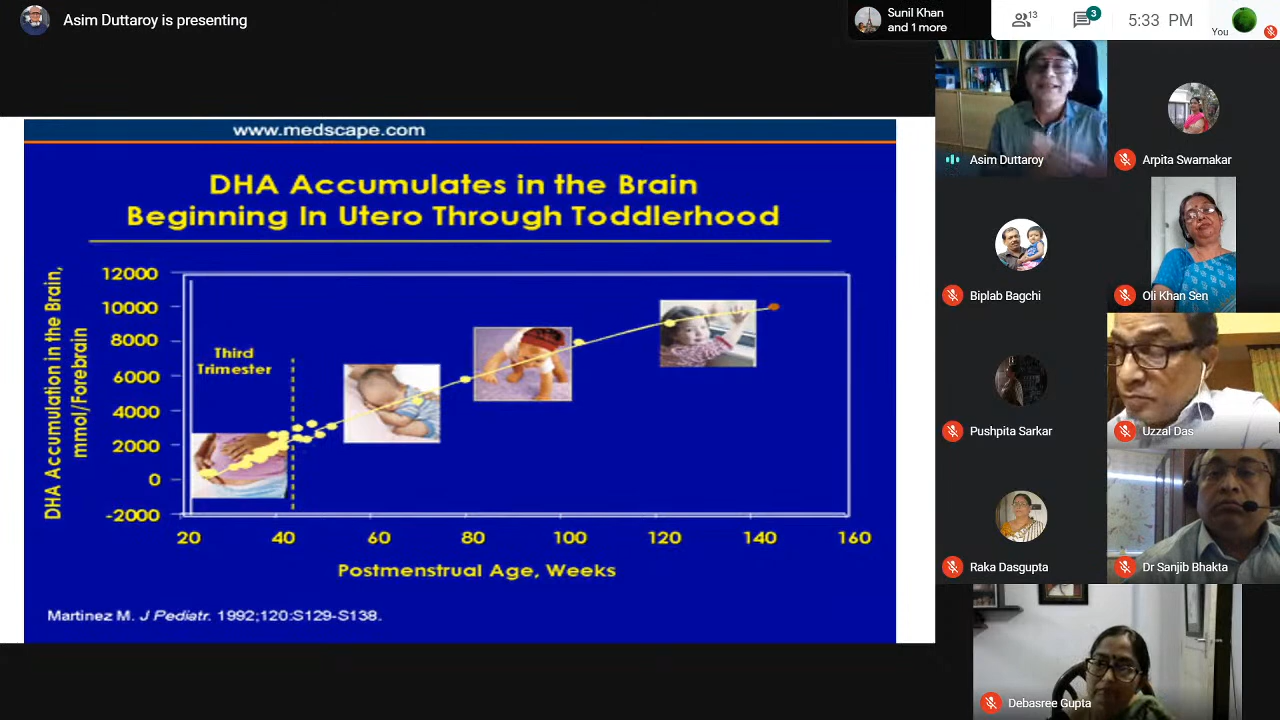 Asim Duttaroy is presenting
Sunil Khan
and 1 more
13
3
5:33 PM
You
www.medscape.com
DHA Accumulates in the Brain
Beginning In Utero Through Toddlerhood
DHA Accumulation in the Brain,
mmol/Forebrain
12000
10000
8000
6000
4000
2000
0
-2000
Third
Trimester
20
40
60
80
100
120
140
160
Postmenstrual Age, Weeks
Martinez M. J Pediatr. 1992;120:S129-S138.
Asim Duttaroy
Arpita Swarnakar
Biplab Bagchi
Oli Khan Sen
Pushpita Sarkar
Uzzal Das
Raka Dasgupta
Dr Sanjib Bhakta
Debasree Gupta